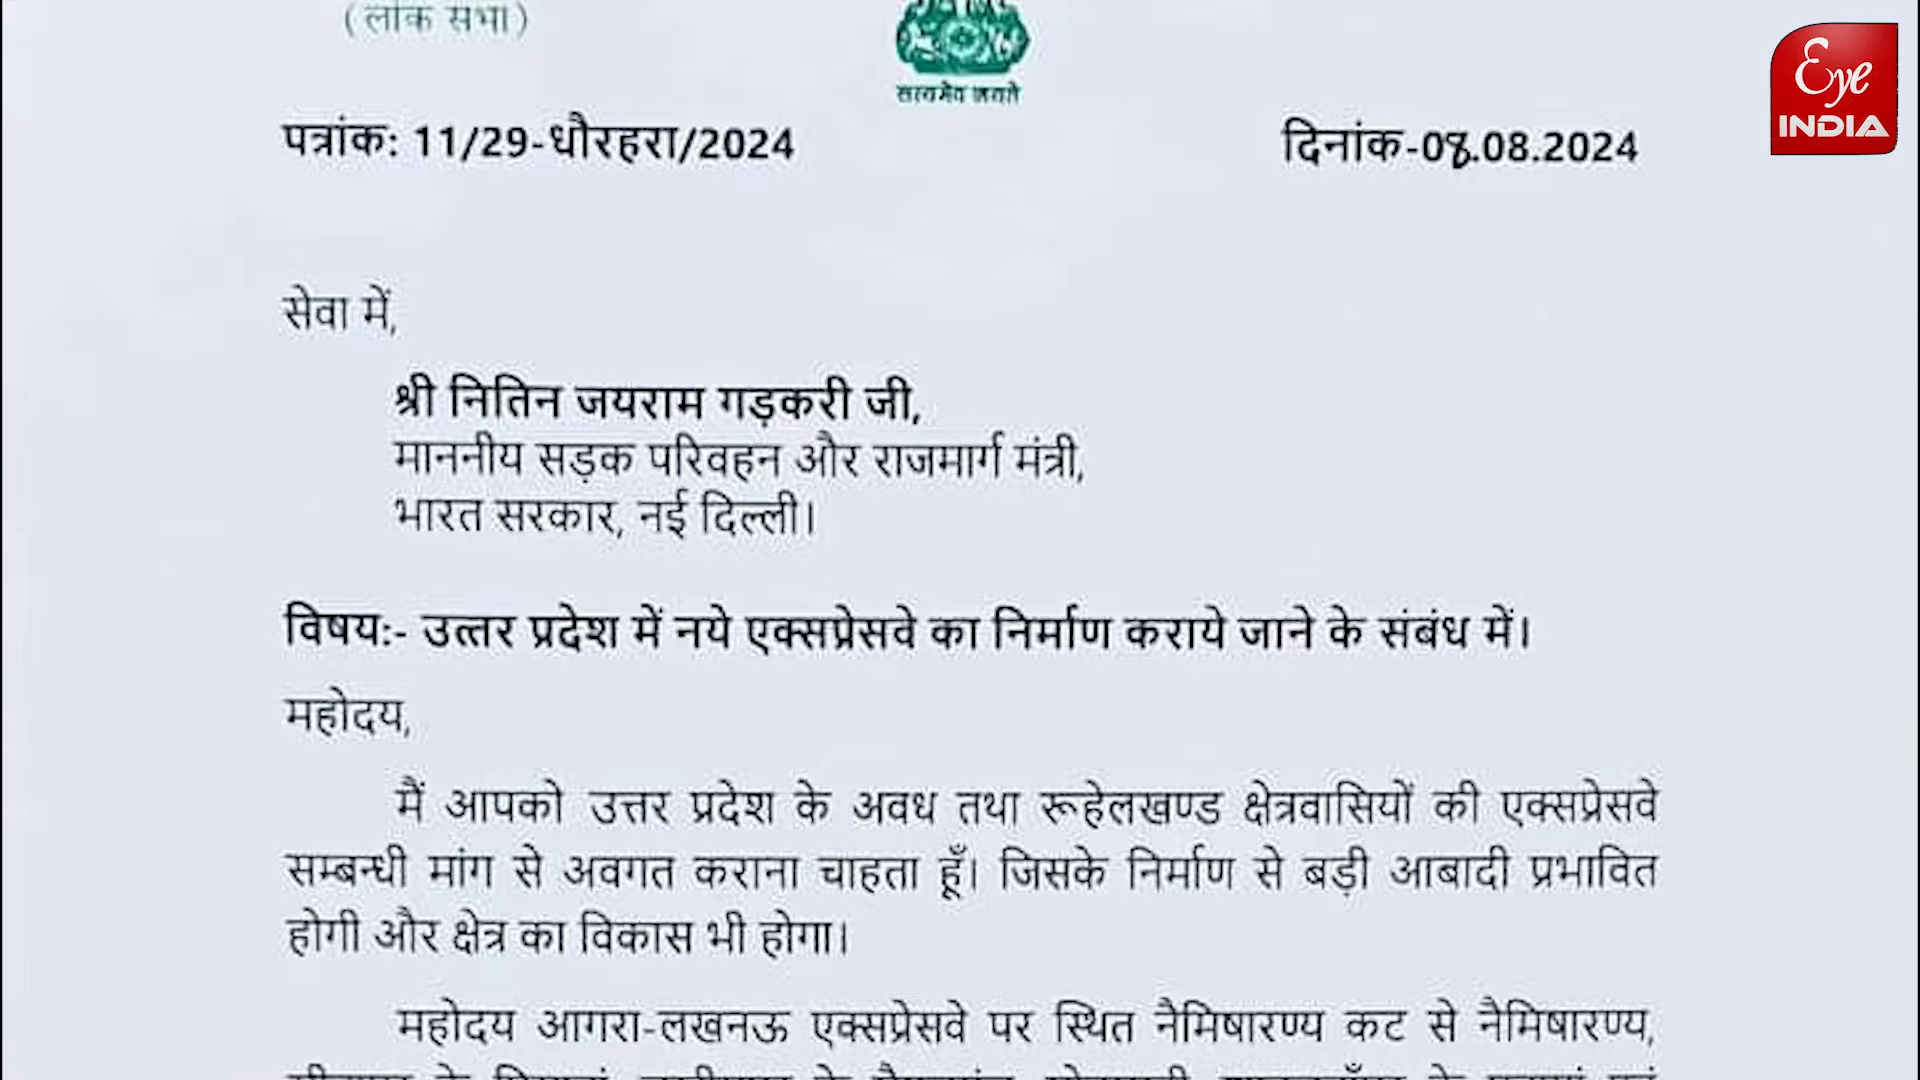 (लोक सभा)
सत्यमेव जयते
Eye
INDIA
पत्रांक: 11/29-धौरहरा/2024
दिनांक-08.08.2024
सेवा में,
श्री नितिन जयराम गड़करी जी,
माननीय सड़क परिवहन और राजमार्ग मंत्री,
भारत सरकार, नई दिल्ली।
विषयः- उत्तर प्रदेश में नये एक्सप्रेसवे का निर्माण कराये जाने के संबंध में।
महोदय,
मैं आपको उत्तर प्रदेश के अवध तथा रूहेलखण्ड क्षेत्रवासियों की एक्सप्रेसवे
सम्बन्धी मांग से अवगत कराना चाहता हूँ। जिसके निर्माण से बड़ी आबादी प्रभावित
होगी और क्षेत्र का विकास भी होगा।
महोदय आगरा-लखनऊ एक्सप्रेसवे पर स्थित नैमिषारण्य कट से नैमिषारण्य,